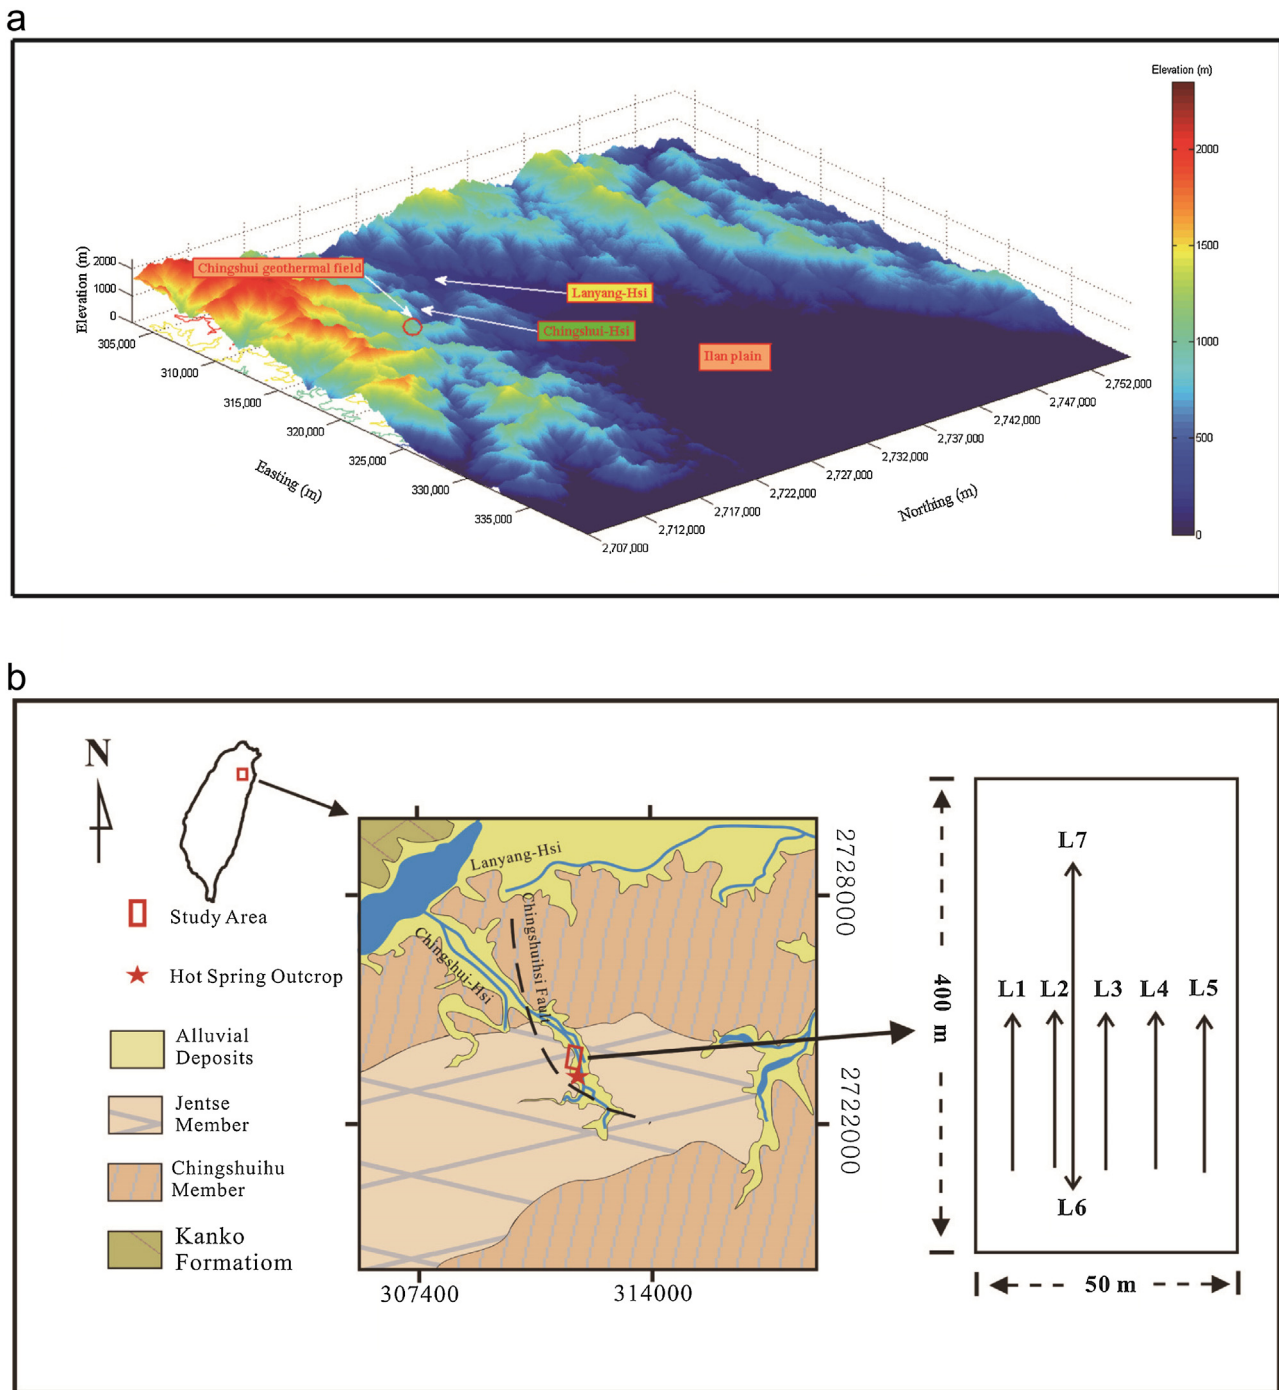 a
Elevation (m)
2000
1500
1000
500
0
Elevation (m)
2000
1000
0
Chingshui geothermal field
Lanyang-Hsi
Chingshui-Hsi
Ilan plain
305,000
310,000
315,000
320,000
325,000
330,000
335,000
Easting (m)
2,707,000
2,712,000
2,717,000
2,722,000
2,727,000
2,732,000
2,737,000
2,742,000
2,747,000
2,752,000
Northing (m)
b
N
Study Area
Hot Spring Outcrop
Alluvial
Deposits
Jentse
Member
Chingshuihu
Member
Kanko
Formatiom
Lanyang-Hsi
Chingshui-Hsi
Chingshuihsi Fault
2728000
2722000
307400
314000
400 m
L7
L1
L2
L3
L4
L5
L6
50 m